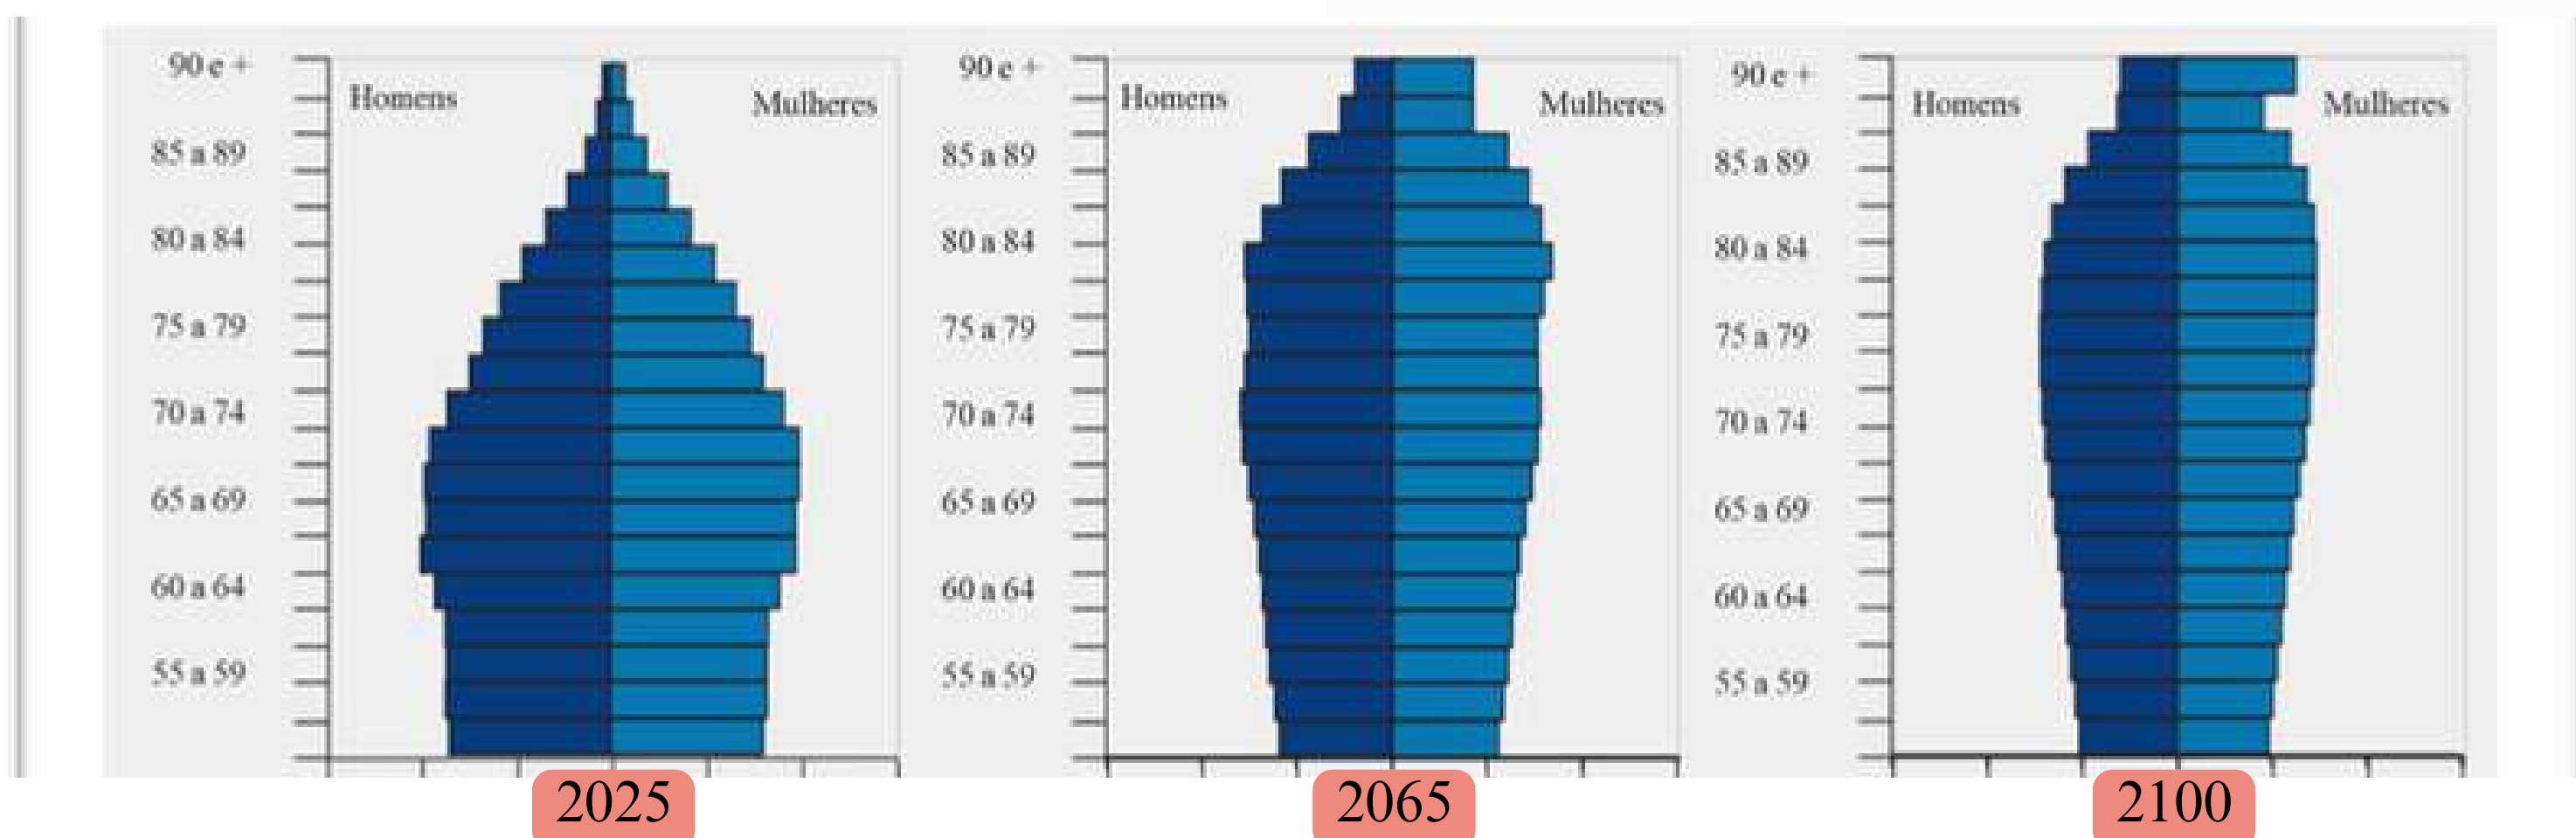 90 e +
Homens
Mulheres
85 a 89
80 a 84
75 a 79
70 a 74
65 a 69
60 a 64
55 a 59
2025
90 e +
Homens
Mulheres
85 a 89
80 a 84
75 a 79
70 a 74
65 a 69
60 a 64
55 a 59
2065
90 e +
Homens
Mulheres
85 a 89
80 a 84
75 a 79
70 a 74
65 a 69
60 a 64
55 a 59
2100